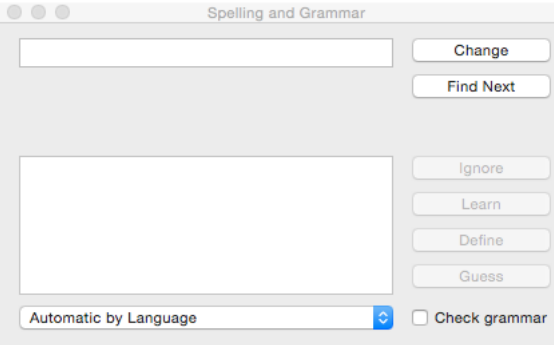 Spelling and Grammar
Change
Find Next
Ignore
Learn
Define
Guess
Automatic by Language
Check grammar